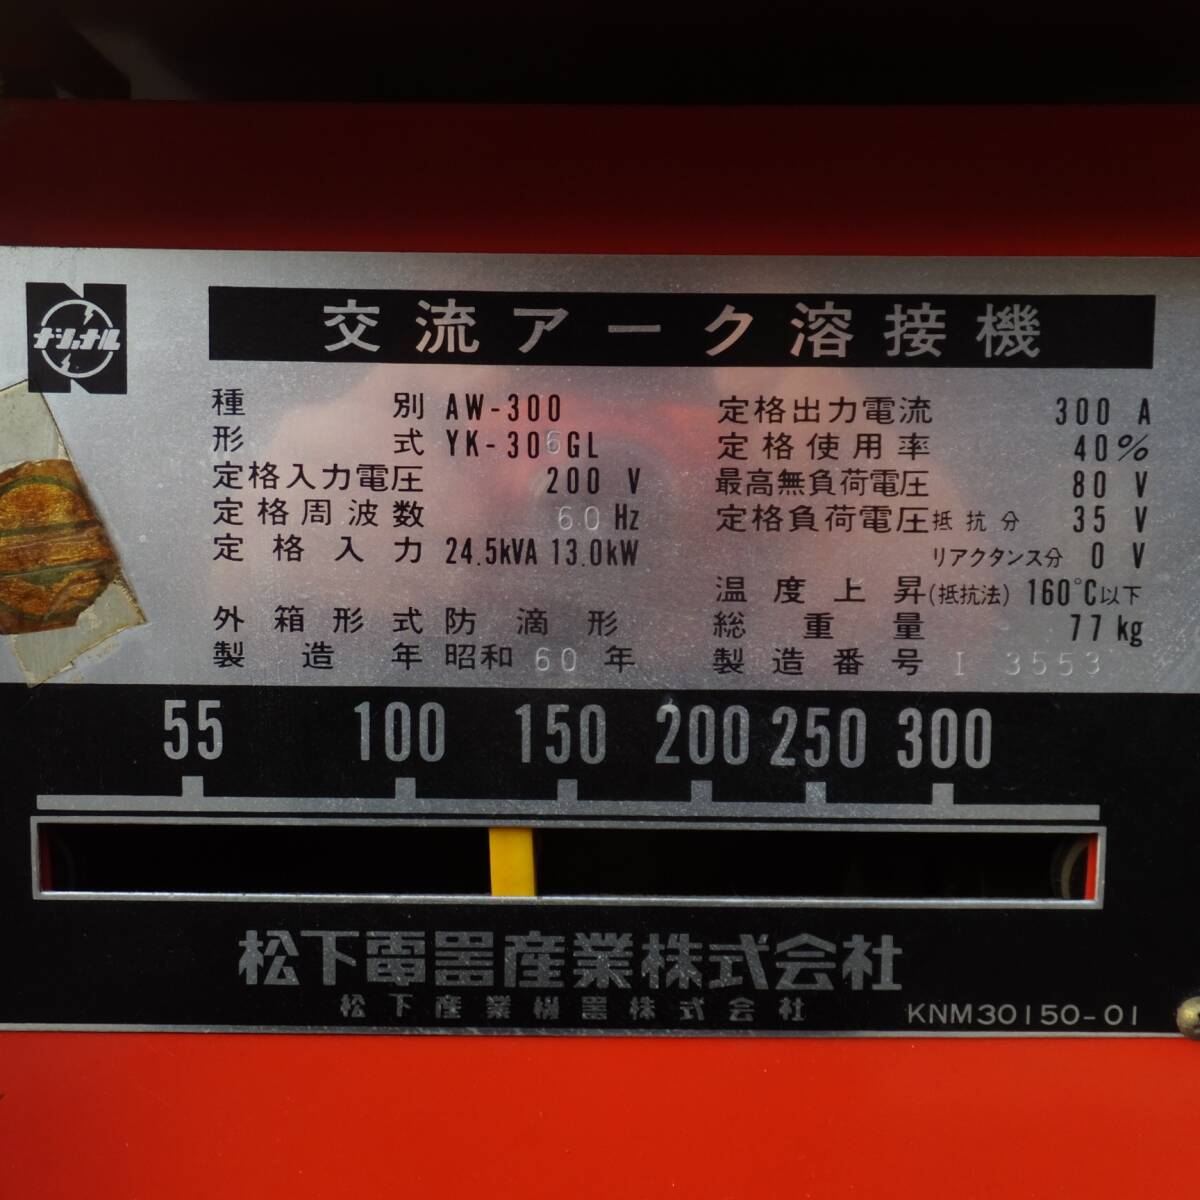 ナショナル
交流アーク溶接機
種別 AW-300
形式 YK-306GL
定格入力電圧 200 V
定格周波数 60 Hz
定格入力 24.5kVA 13.0kW
外箱形式 防滴形
製造年 昭和60年
定格出力電流 300 A
定格使用率 40%
最高無負荷電圧 80 V
定格負荷電圧 抵抗分 35 V
リアクタンス分 0 V
温度上昇(抵抗法) 160°C以下
総重量 77 kg
製造番号 I 3553
55 100 150 200 250 300
松下電器産業株式会社
松下産業機器株式会社
KNM30150-01